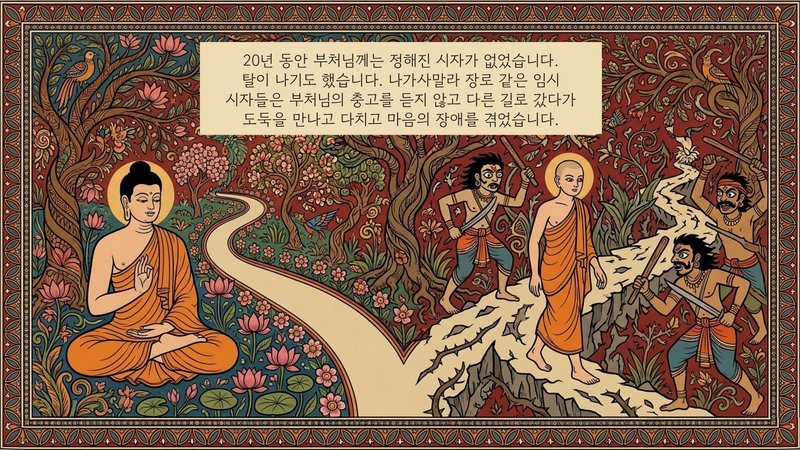 20년 동안 부처님께는 정해진 시자가 없었습니다.
탈이 나기도 했습니다. 나가사말라 장로 같은 임시
시자들은 부처님의 충고를 듣지 않고 다른 길로 갔다가
도둑을 만나고 다치고 마음의 장애를 겪었습니다.